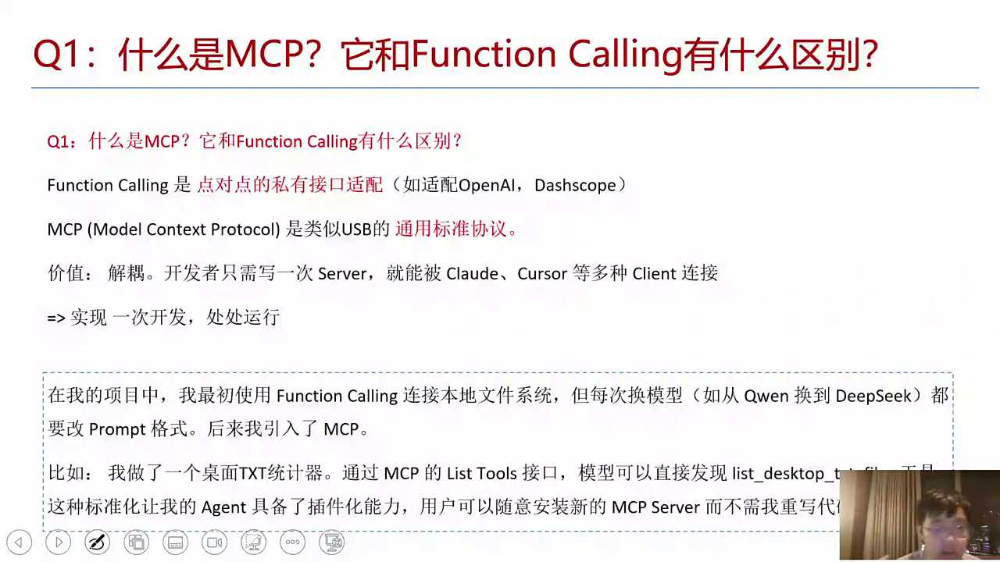 Q1：什么是MCP？它和Function Calling有什么区别？
Q1：什么是MCP？它和Function Calling有什么区别？
Function Calling 是 点对点的私有接口适配（如适配OpenAI，Dashscope）
MCP (Model Context Protocol) 是类似USB的 通用标准协议。
价值： 解耦。开发者只需写一次 Server，就能被 Claude、Cursor 等多种 Client 连接
=> 实现 一次开发，处处运行
在我的项目中，我最初使用 Function Calling 连接本地文件系统，但每次换模型（如从 Qwen 换到 DeepSeek）都
要改 Prompt 格式。后来我引入了 MCP。
比如： 我做了一个桌面TXT统计器。通过 MCP 的 List Tools 接口，模型可以直接发现
这种标准化让我的 Agent 具备了插件化能力，用户可以随意安装新的 MCP Server 而不需我重写代